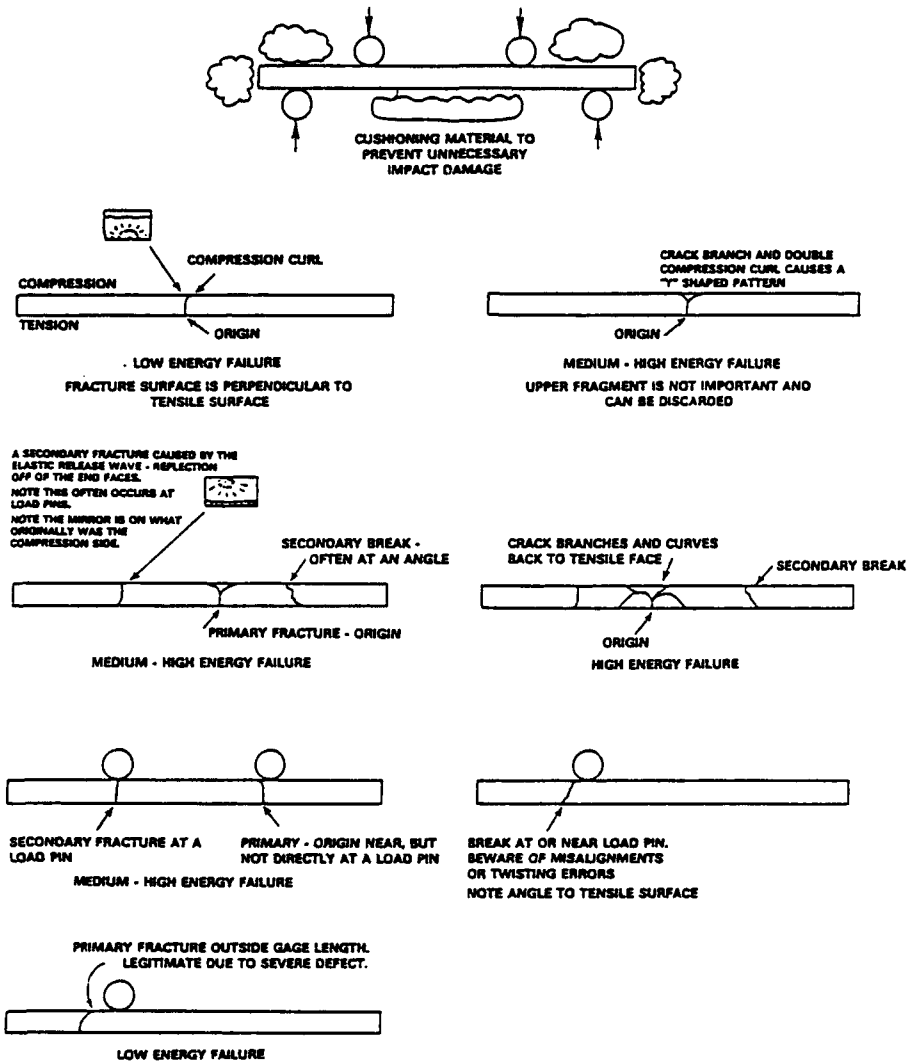 CUSHIONING MATERIAL TO
PREVENT UNNECESSARY
IMPACT DAMAGE
COMPRESSION CURL
COMPRESSION
TENSION
ORIGIN
LOW ENERGY FAILURE
FRACTURE SURFACE IS PERPENDICULAR TO
TENSILE SURFACE
CRACK BRANCH AND DOUBLE
COMPRESSION CURL CAUSES A
"Y" SHAPED PATTERN
ORIGIN
MEDIUM - HIGH ENERGY FAILURE
UPPER FRAGMENT IS NOT IMPORTANT AND
CAN BE DISCARDED
A SECONDARY FRACTURE CAUSED BY THE
ELASTIC RELEASE WAVE - REFLECTION
OFF OF THE END FACES.
NOTE THIS OFTEN OCCURS AT
LOAD PINS.
NOTE THE MIRROR IS ON WHAT
ORIGINALLY WAS THE
COMPRESSION SIDE.
SECONDARY BREAK -
OFTEN AT AN ANGLE
PRIMARY FRACTURE - ORIGIN
MEDIUM - HIGH ENERGY FAILURE
CRACK BRANCHES AND CURVES
BACK TO TENSILE FACE
SECONDARY BREAK
ORIGIN
HIGH ENERGY FAILURE
SECONDARY FRACTURE AT A
LOAD PIN
PRIMARY - ORIGIN NEAR, BUT
NOT DIRECTLY AT A LOAD PIN
MEDIUM - HIGH ENERGY FAILURE
BREAK AT OR NEAR LOAD PIN.
BEWARE OF MISALIGNMENTS
OR TWISTING ERRORS
NOTE ANGLE TO TENSILE SURFACE
PRIMARY FRACTURE OUTSIDE GAGE LENGTH.
LEGITIMATE DUE TO SEVERE DEFECT.
LOW ENERGY FAILURE